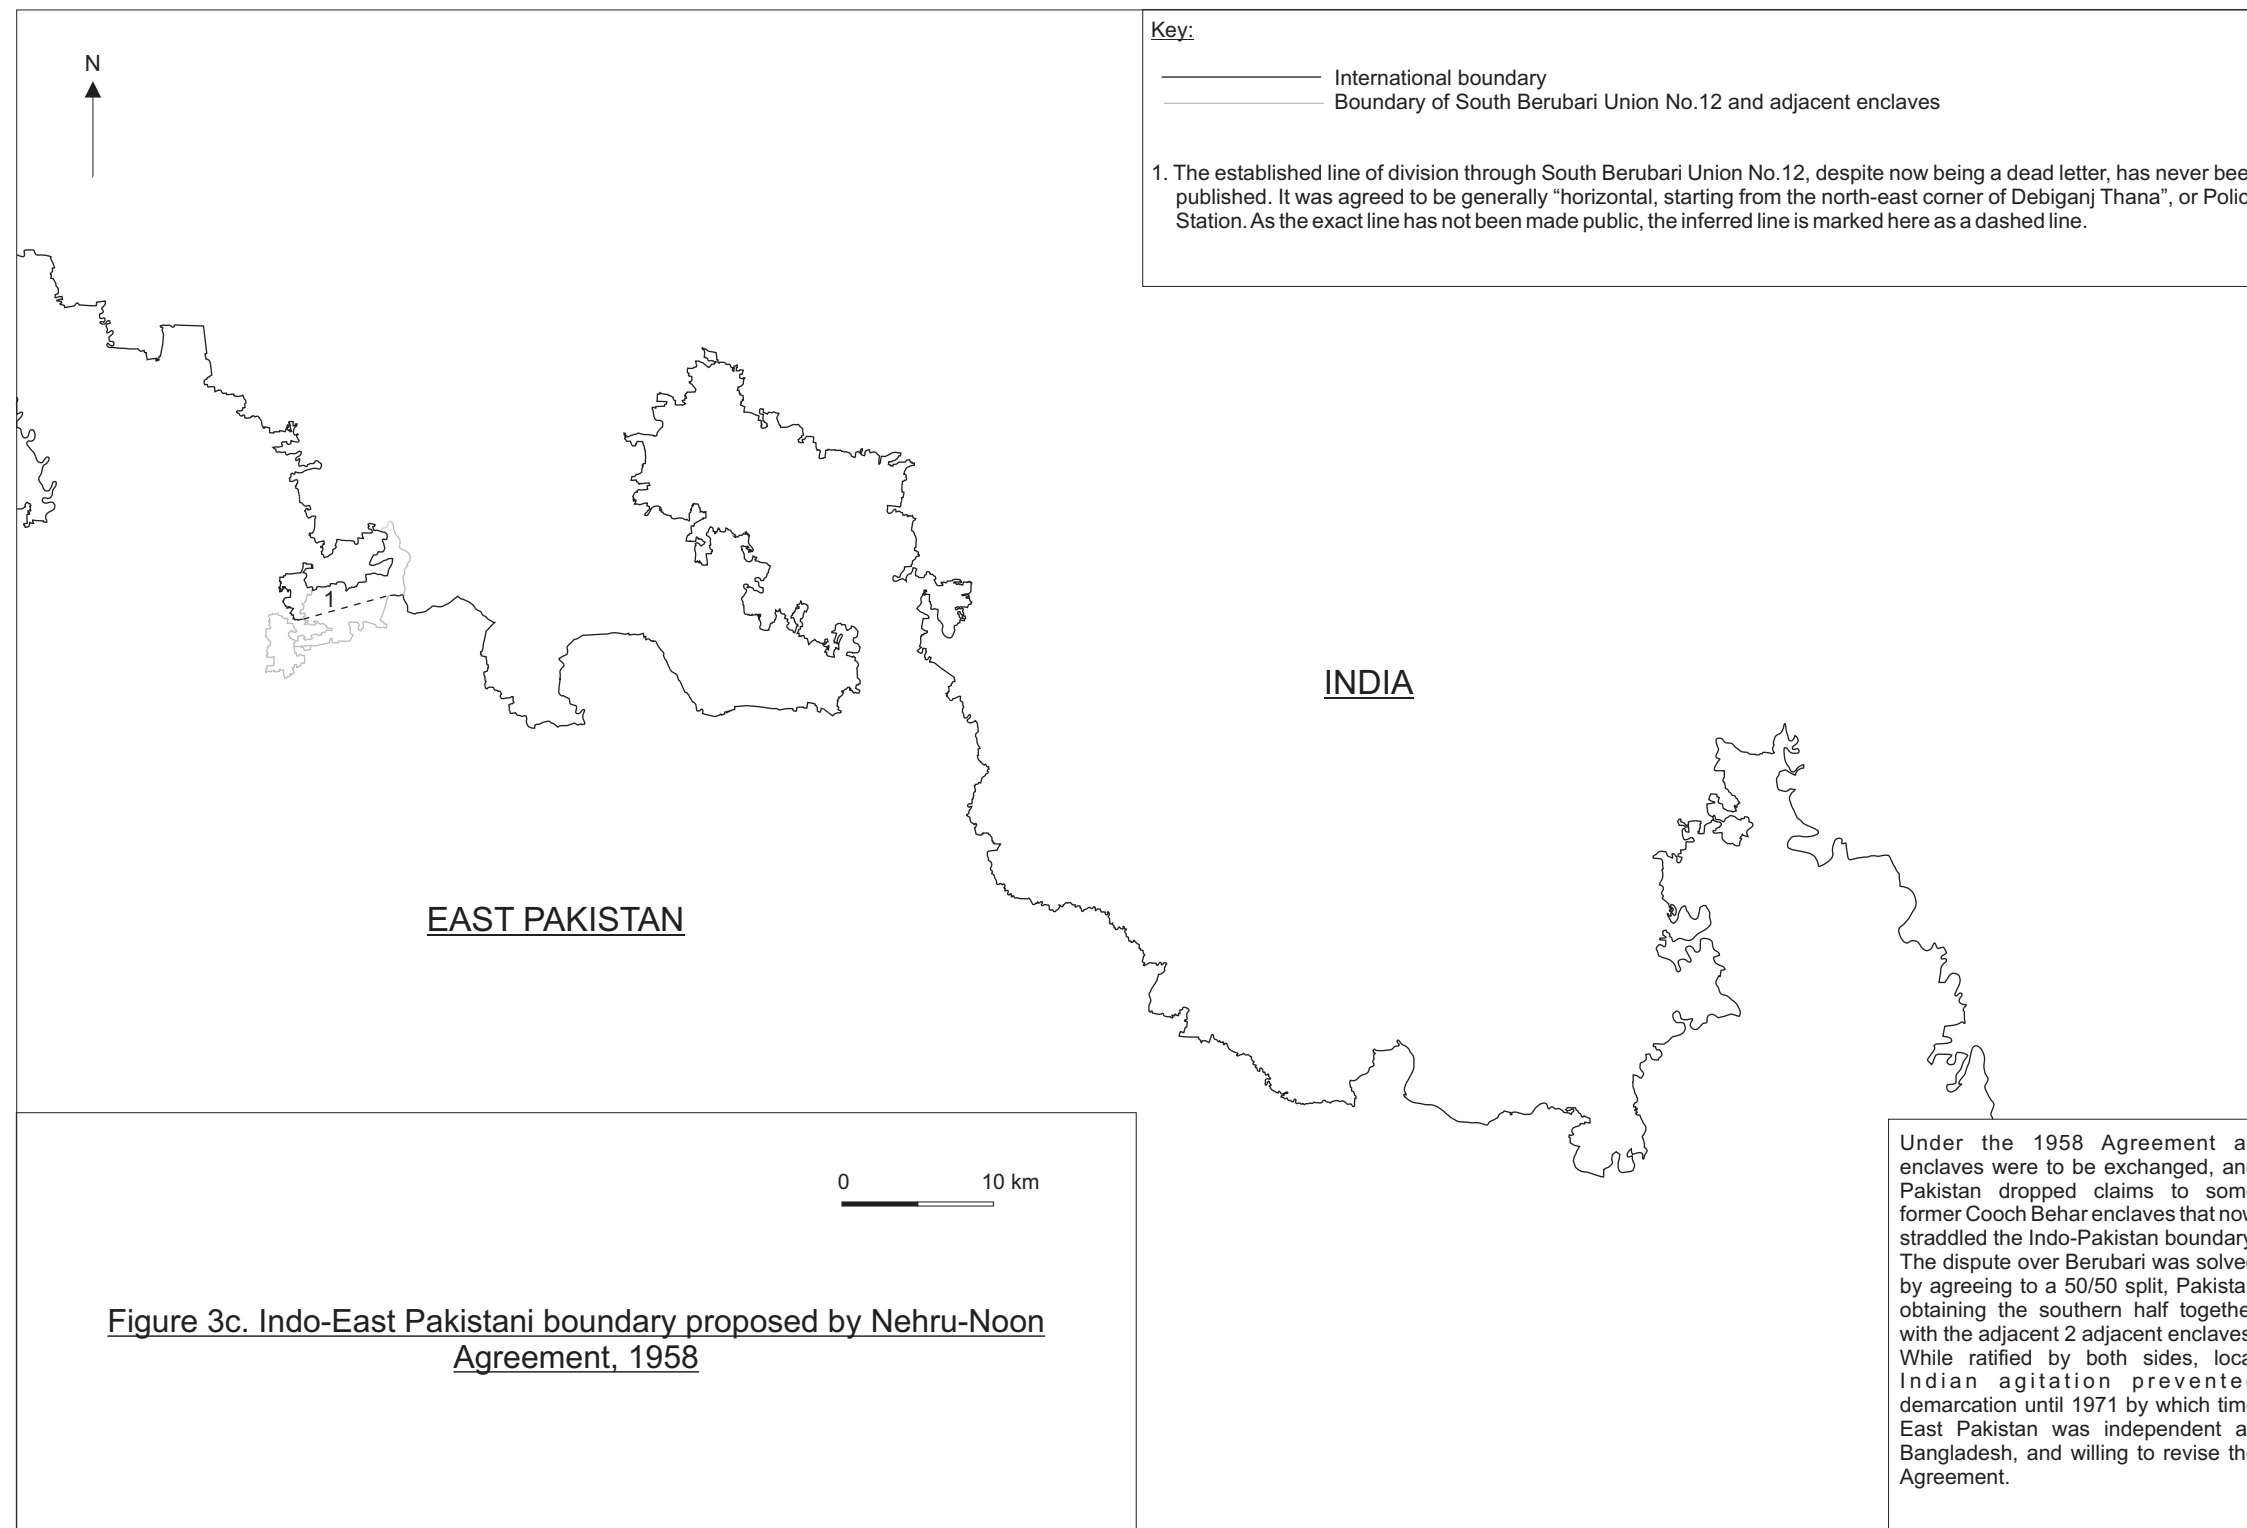 Key:
International boundary
Boundary of South Berubari Union No.12 and adjacent enclaves
1. The established line of division through South Berubari Union No.12, despite now being a dead letter, has never bee
published. It was agreed to be generally “horizontal, starting from the north-east corner of Debiganj Thana”, or Polic
Station. As the exact line has not been made public, the inferred line is marked here as a dashed line.
N
1
INDIA
EAST PAKISTAN
0 10 km
Figure 3c. Indo-East Pakistani boundary proposed by Nehru-Noon
Agreement, 1958
Under the 1958 Agreement a
enclaves were to be exchanged, an
Pakistan dropped claims to som
former Cooch Behar enclaves that now
straddled the Indo-Pakistan boundary
The dispute over Berubari was solve
by agreeing to a 50/50 split, Pakista
obtaining the southern half togethe
with the adjacent 2 adjacent enclaves
While ratified by both sides, loca
Indian agitation prevente
demarcation until 1971 by which tim
East Pakistan was independent a
Bangladesh, and willing to revise th
Agreement.